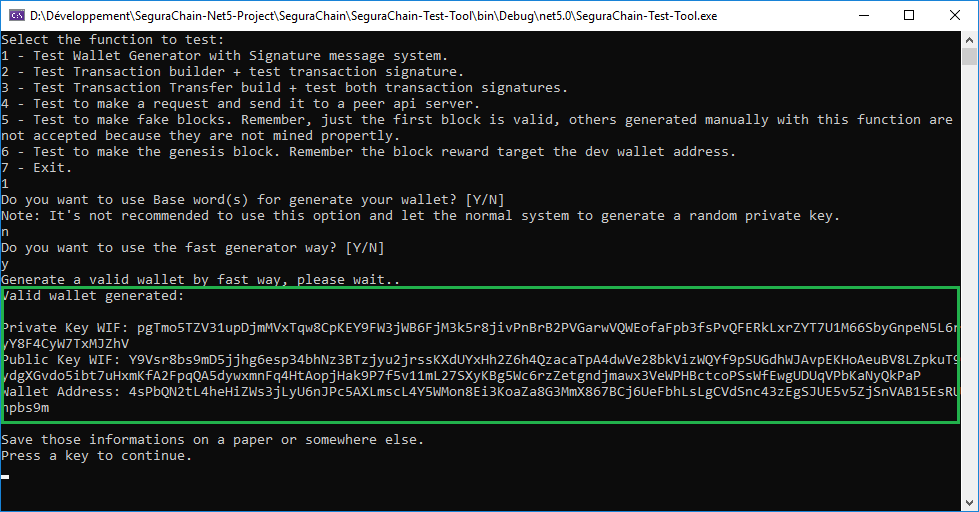 D:\Développement\SeguraChain-Net5-Project\SeguraChain\SeguraChain-Test-Tool\bin\Debug\net5.0\SeguraChain-Test-Tool.exe
Select the function to test:
1 - Test Wallet Generator with Signature message system.
2 - Test Transaction builder + test transaction signature.
3 - Test Transaction Transfer build + test both transaction signatures.
4 - Test to make a request and send it to a peer api server.
5 - Test to make fake blocks. Remember, just the first block is valid, others generated manually with this function are
not accepted because they are not mined propertly.
6 - Test to make the genesis block. Remember the block reward target the dev wallet address.
7 - Exit.
1
Do you want to use Base word(s) for generate your wallet? [Y/N]
Note: It's not recommended to use this option and let the normal system to generate a random private key.
n
Do you want to use the fast generator way? [Y/N]
y
Generate a valid wallet by fast way, please wait..
Valid wallet generated:
Private Key WIF: pgTmo5TZV31upDjmMVxTqw8CpKEY9FW3jWB6FjM3k5r8jivPnBrB2PVGarwVQWEofaFpb3fsPvQFERkLxrZYT7U1M66SbyGnpeN5L6r
yY8F4CyW7TxMJZhV
Public Key WIF: Y9Vsr8bs9mD5jjhg6esp34bhNz3BTzjyu2jrssKXdUYxHh2Z6h4QzacaTpA4dwVe28bkVizWQYf9pSUGdhWJAvpEKHoAeuBV8LZpkuT9
ydgXGvdo5ibt7uHxmKfA2FpqQA5dywxmnFq4HtAopjHak9P7f5v11mL27SXyKBg5Wc6rzZetgndjmawx3VeWPHBctcoPSsWfEwgUDUqVPbKaNyQkPaP
Wallet Address: 4sPbQN2tL4heHiZWs3jLyU6nJPc5AXLmscL4Y5WMon8Ei3KoaZa8G3MmX867BCj6UeFbhLsLgCVdSnc43zEgSJUE5v5ZjSnVAB15EsRU
npbs9m
Save those informations on a paper or somewhere else.
Press a key to continue.